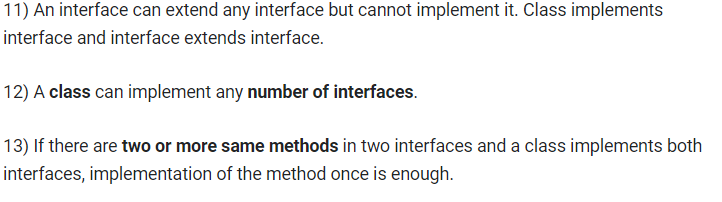 11) An interface can extend any interface but cannot implement it. Class implements
interface and interface extends interface.
12) A class can implement any number of interfaces.
13) If there are two or more same methods in two interfaces and a class implements both
interfaces, implementation of the method once is enough.